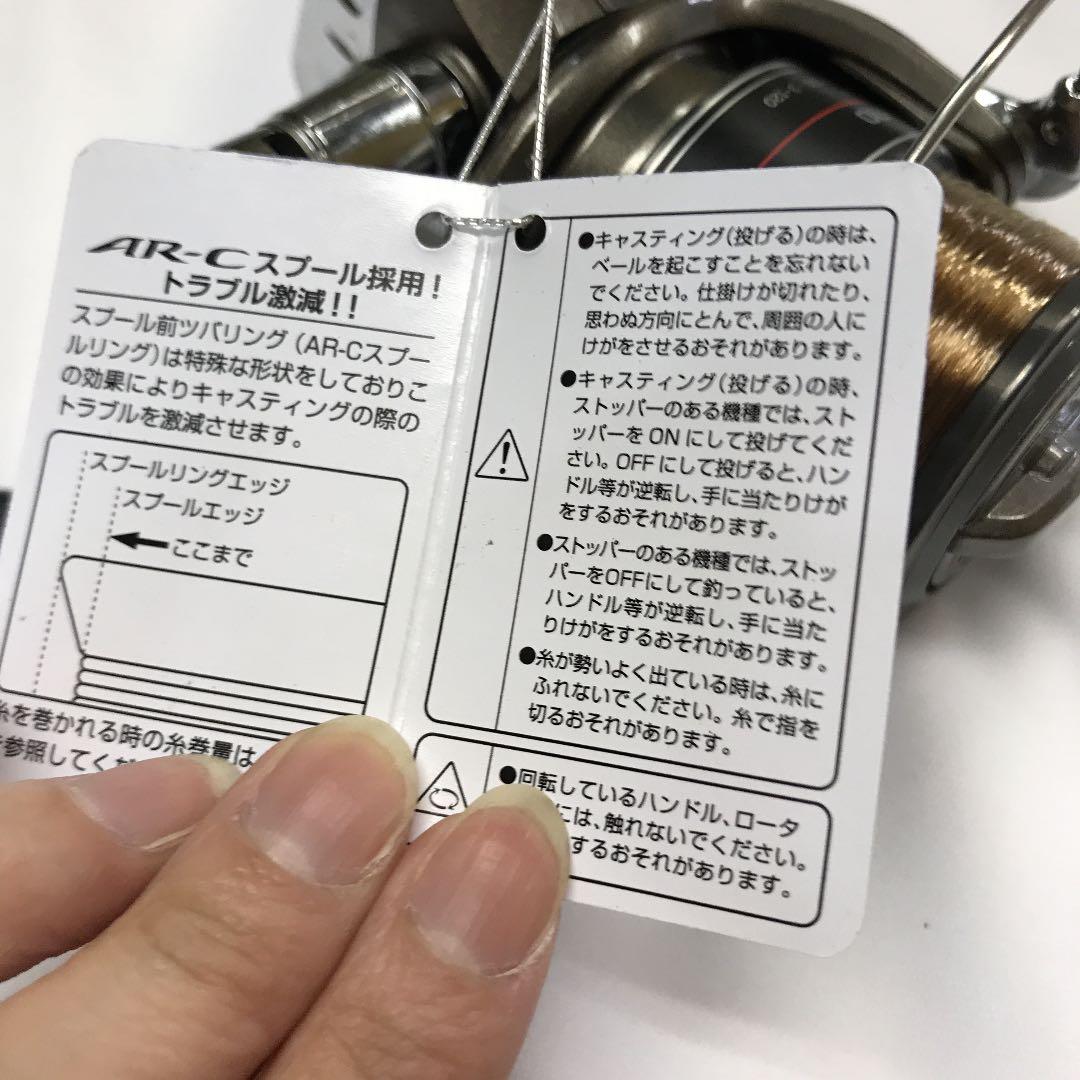 AR-C スプール採用!
トラブル激減!!
スプール前ツバリング (AR-Cスプー
ルリング)は特殊な形状をしておりこ
の効果によりキャスティングの際の
トラブルを激減させます。
スプールリングエッジ
スプールエッジ
ここまで
糸を巻かれる時の糸巻量は
参照してくだ
●キャスティング(投げる)の時は、
ベールを起こすことを忘れない
でください。仕掛けが切れたり、
思わぬ方向にとんで、周囲の人に
けがをさせるおそれがあります。
●キャスティング(投げる)の時、
ストッパーのある機種では、スト
ッパーをONにして投げてくだ
さい。OFFにして投げると、ハン
ドル等が逆転し、手に当たりけが
をするおそれがあります。
●ストッパーのある機種では、ストッ
パーをOFFにして釣っていると、
ハンドル等が逆転し、手に当た
りけがをするおそれがあります。
●糸が勢いよく出ている時は、糸に
ふれないでください。糸で指を
切るおそれがあります。
●回転しているハンドル、ロータ
には、触れないでください。
するおそれがあります。